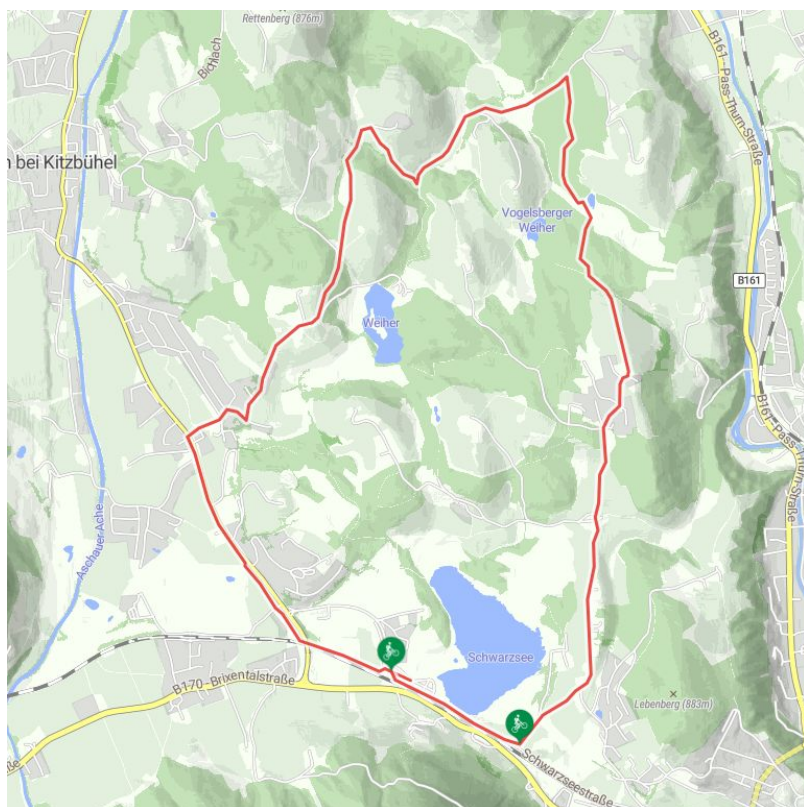 Rettenberg (876m)
Bichlach
B161 - Pass-Thurn-Straße
n bei Kitzbühel
Vogelsberger
Weiher
B161
Weiher
B161-Pass-Thurn-Straße
Aschauer Ache
Schwarzsee
B170 - Brixentalstraße
Lebenberg (883m)
Schwarzseestraße